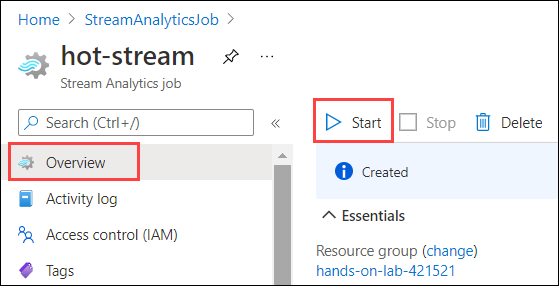 Home > StreamAnalyticsJob >
hot-stream
...
Stream Analytics job
Search (Ctrl+/)
«
Overview
Activity log
Access control (IAM)
Tags
Start
Stop
Delete
Created
Essentials
Resource group (change)
hands-on-lab-421521